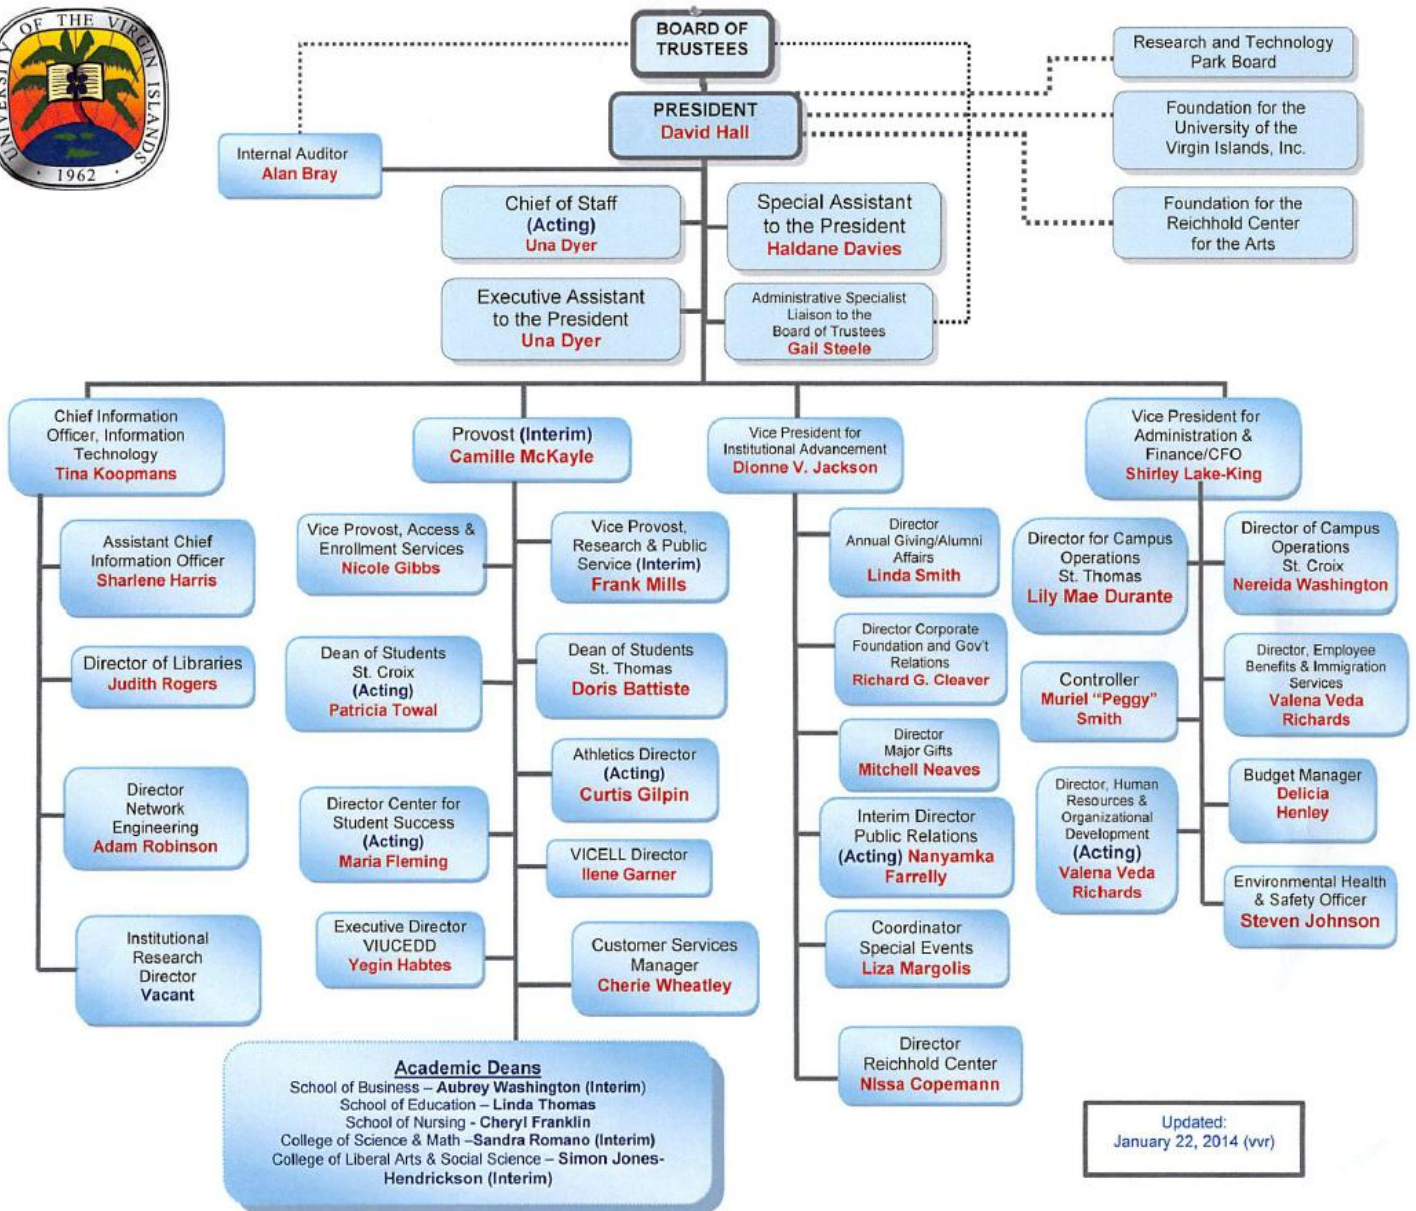 UNIVERSITY OF THE VIRGIN ISLANDS
· 1962 ·
BOARD OF
TRUSTEES
PRESIDENT
David Hall
Research and Technology
Park Board
Foundation for the
University of the
Virgin Islands, Inc.
Foundation for the
Reichhold Center
for the Arts
Internal Auditor
Alan Bray
Chief of Staff
(Acting)
Una Dyer
Special Assistant
to the President
Haldane Davies
Executive Assistant
to the President
Una Dyer
Administrative Specialist
Liaison to the
Board of Trustees
Gail Steele
Chief Information
Officer, Information
Technology
Tina Koopmans
Provost (Interim)
Camille McKayle
Vice President for
Institutional Advancement
Dionne V. Jackson
Vice President for
Administration &
Finance/CFO
Shirley Lake-King
Assistant Chief
Information Officer
Sharlene Harris
Director of Libraries
Judith Rogers
Director
Network
Engineering
Adam Robinson
Institutional
Research
Director
Vacant
Vice Provost, Access &
Enrollment Services
Nicole Gibbs
Vice Provost,
Research & Public
Service (Interim)
Frank Mills
Dean of Students
St. Croix
(Acting)
Patricia Towal
Dean of Students
St. Thomas
Doris Battiste
Athletics Director
(Acting)
Curtis Gilpin
Director Center for
Student Success
(Acting)
Maria Fleming
VICELL Director
Ilene Garner
Executive Director
VIUCEDD
Yegin Habtes
Customer Services
Manager
Cherie Wheatley
Academic Deans
School of Business – Aubrey Washington (Interim)
School of Education – Linda Thomas
School of Nursing - Cheryl Franklin
College of Science & Math –Sandra Romano (Interim)
College of Liberal Arts & Social Science – Simon Jones-
Hendrickson (Interim)
Director
Annual Giving/Alumni
Affairs
Linda Smith
Director Corporate
Foundation and Gov't
Relations
Richard G. Cleaver
Director
Major Gifts
Mitchell Neaves
Interim Director
Public Relations
(Acting) Nanyamka
Farrelly
Coordinator
Special Events
Liza Margolis
Director
Reichhold Center
Nissa Copemann
Director for Campus
Operations
St. Thomas
Lily Mae Durante
Director of Campus
Operations
St. Croix
Nereida Washington
Controller
Muriel "“Peggy”
Smith
Director, Employee
Benefits & Immigration
Services
Valena Veda
Richards
Director, Human
Resources &
Organizational
Development
(Acting)
Valena Veda
Richards
Budget Manager
Delicia
Henley
Environmental Health
& Safety Officer
Steven Johnson
Updated:
January 22, 2014 (vvr)